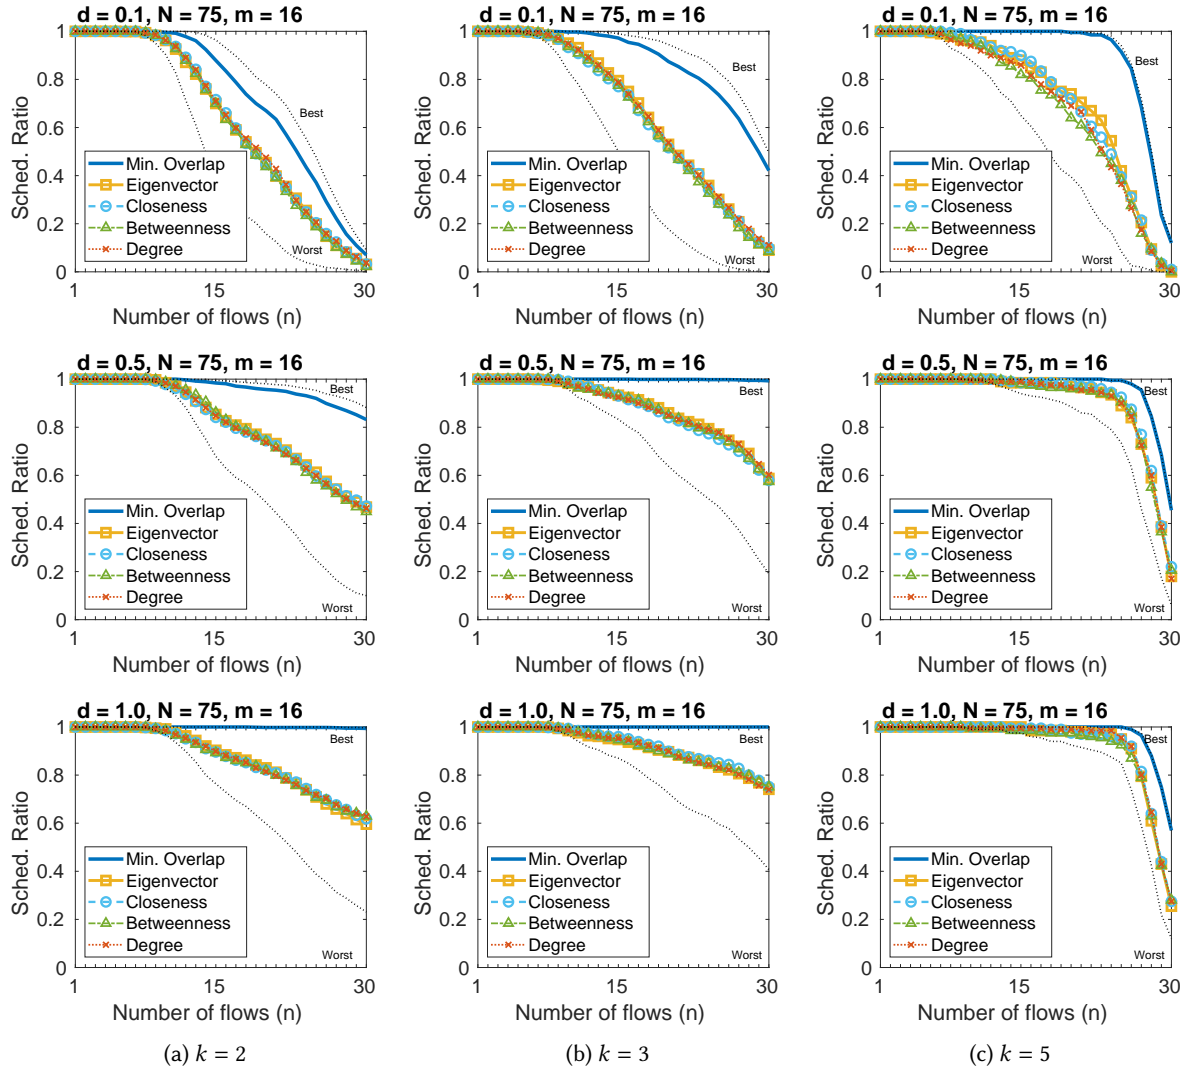 d = 0.1, N = 75, m = 16
Sched. Ratio
1
0.8
0.6
0.4
0.2
0
Best
Min. Overlap
Eigenvector
Closeness
Betweenness
Degree
Worst
1 15 30
Number of flows (n)
d = 0.1, N = 75, m = 16
Sched. Ratio
1
0.8
0.6
0.4
0.2
0
Best
Min. Overlap
Eigenvector
Closeness
Betweenness
Degree
Worst
1 15 30
Number of flows (n)
d = 0.1, N = 75, m = 16
Sched. Ratio
1
0.8
0.6
0.4
0.2
0
Best
Min. Overlap
Eigenvector
Closeness
Betweenness
Degree
Worst
1 15 30
Number of flows (n)
d = 0.5, N = 75, m = 16
Sched. Ratio
1
0.8
0.6
0.4
0.2
0
Best
Min. Overlap
Eigenvector
Closeness
Betweenness
Degree
Worst
1 15 30
Number of flows (n)
d = 0.5, N = 75, m = 16
Sched. Ratio
1
0.8
0.6
0.4
0.2
0
Best
Min. Overlap
Eigenvector
Closeness
Betweenness
Degree
Worst
1 15 30
Number of flows (n)
d = 0.5, N = 75, m = 16
Sched. Ratio
1
0.8
0.6
0.4
0.2
0
Best
Min. Overlap
Eigenvector
Closeness
Betweenness
Degree
Worst
1 15 30
Number of flows (n)
d = 1.0, N = 75, m = 16
Sched. Ratio
1
0.8
0.6
0.4
0.2
0
Best
Min. Overlap
Eigenvector
Closeness
Betweenness
Degree
Worst
1 15 30
Number of flows (n)
d = 1.0, N = 75, m = 16
Sched. Ratio
1
0.8
0.6
0.4
0.2
0
Best
Min. Overlap
Eigenvector
Closeness
Betweenness
Degree
Worst
1 15 30
Number of flows (n)
d = 1.0, N = 75, m = 16
Sched. Ratio
1
0.8
0.6
0.4
0.2
0
Best
Min. Overlap
Eigenvector
Closeness
Betweenness
Degree
Worst
1 15 30
Number of flows (n)
(a) k = 2
(b) k = 3
(c) k = 5